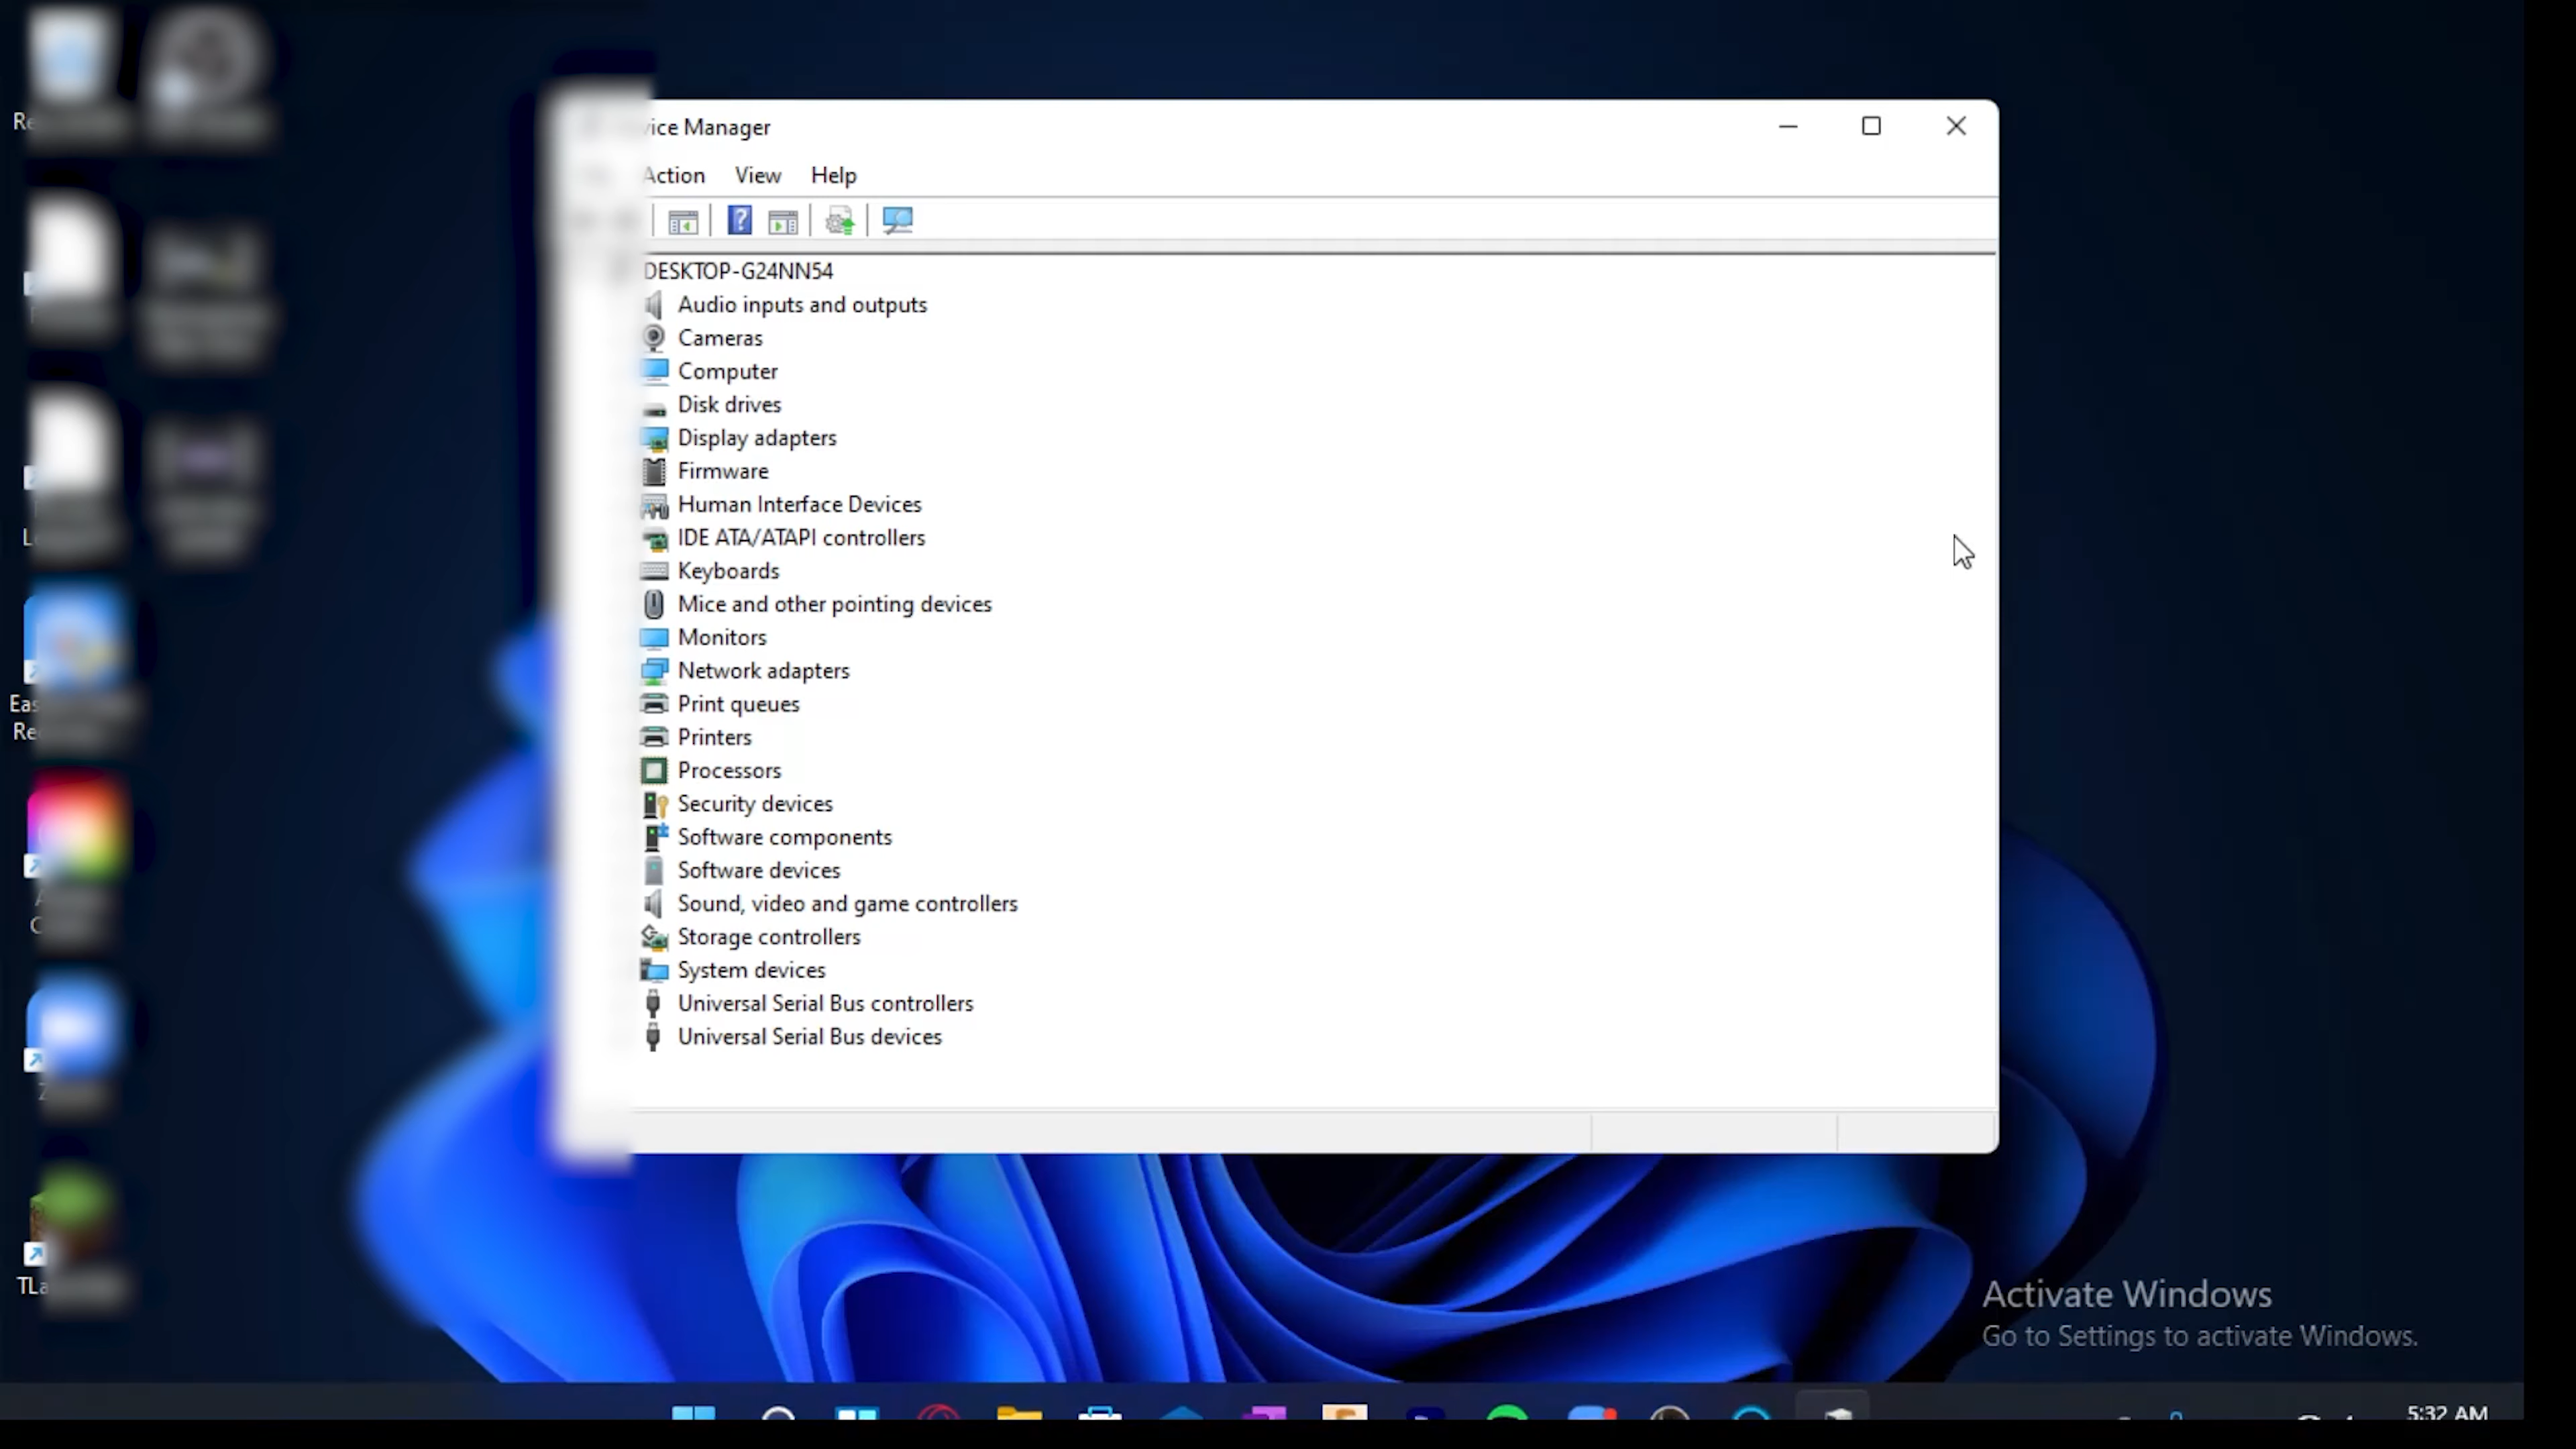 vice Manager
Action View Help
DESKTOP-G24NN54
Audio inputs and outputs
Cameras
Computer
Disk drives
Display adapters
Firmware
Human Interface Devices
IDE ATA/ATAPI controllers
Keyboards
Mice and other pointing devices
Monitors
Network adapters
Print queues
Printers
Processors
Security devices
Software components
Software devices
Sound, video and game controllers
Storage controllers
System devices
Universal Serial Bus controllers
Universal Serial Bus devices
Activate Windows
Go to Settings to activate Windows.
5:32 AM